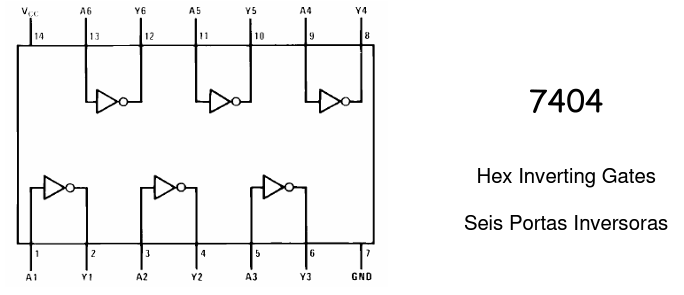 VCC A6 Y6 A5 Y5 A4 Y4
14 13 12 11 10 9 8
7404
Hex Inverting Gates
Seis Portas Inversoras
1 2 3 4 5 6 7
A1 Y1 A2 Y2 A3 Y3 GND